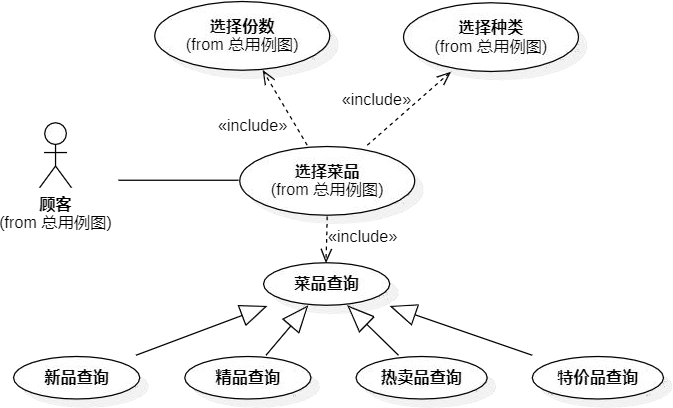 选择份数
(from 总用例图)
选择种类
(from 总用例图)
«include»
«include»
选择菜品
(from 总用例图)
顾客
(from 总用例图)
«include»
菜品查询
新品查询
精品查询
热卖品查询
特价品查询